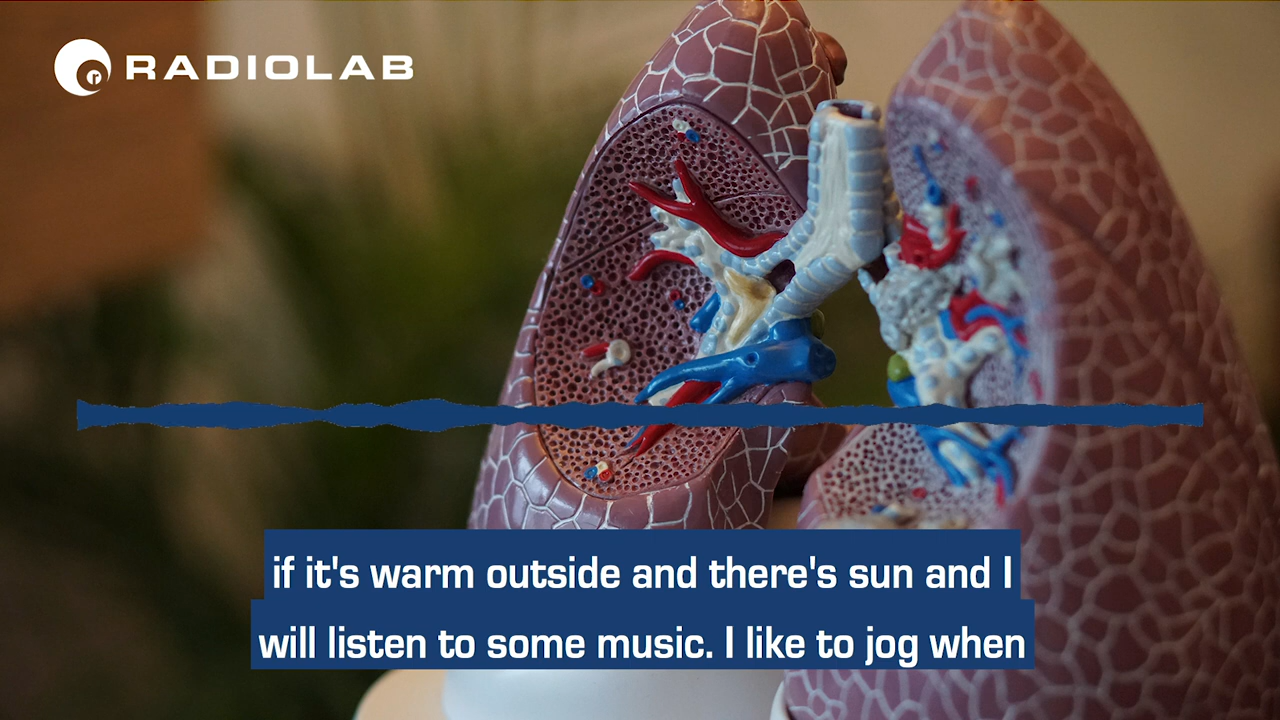 RADIOLAB
if it's warm outside and there's sun and I
will listen to some music. I like to jog when